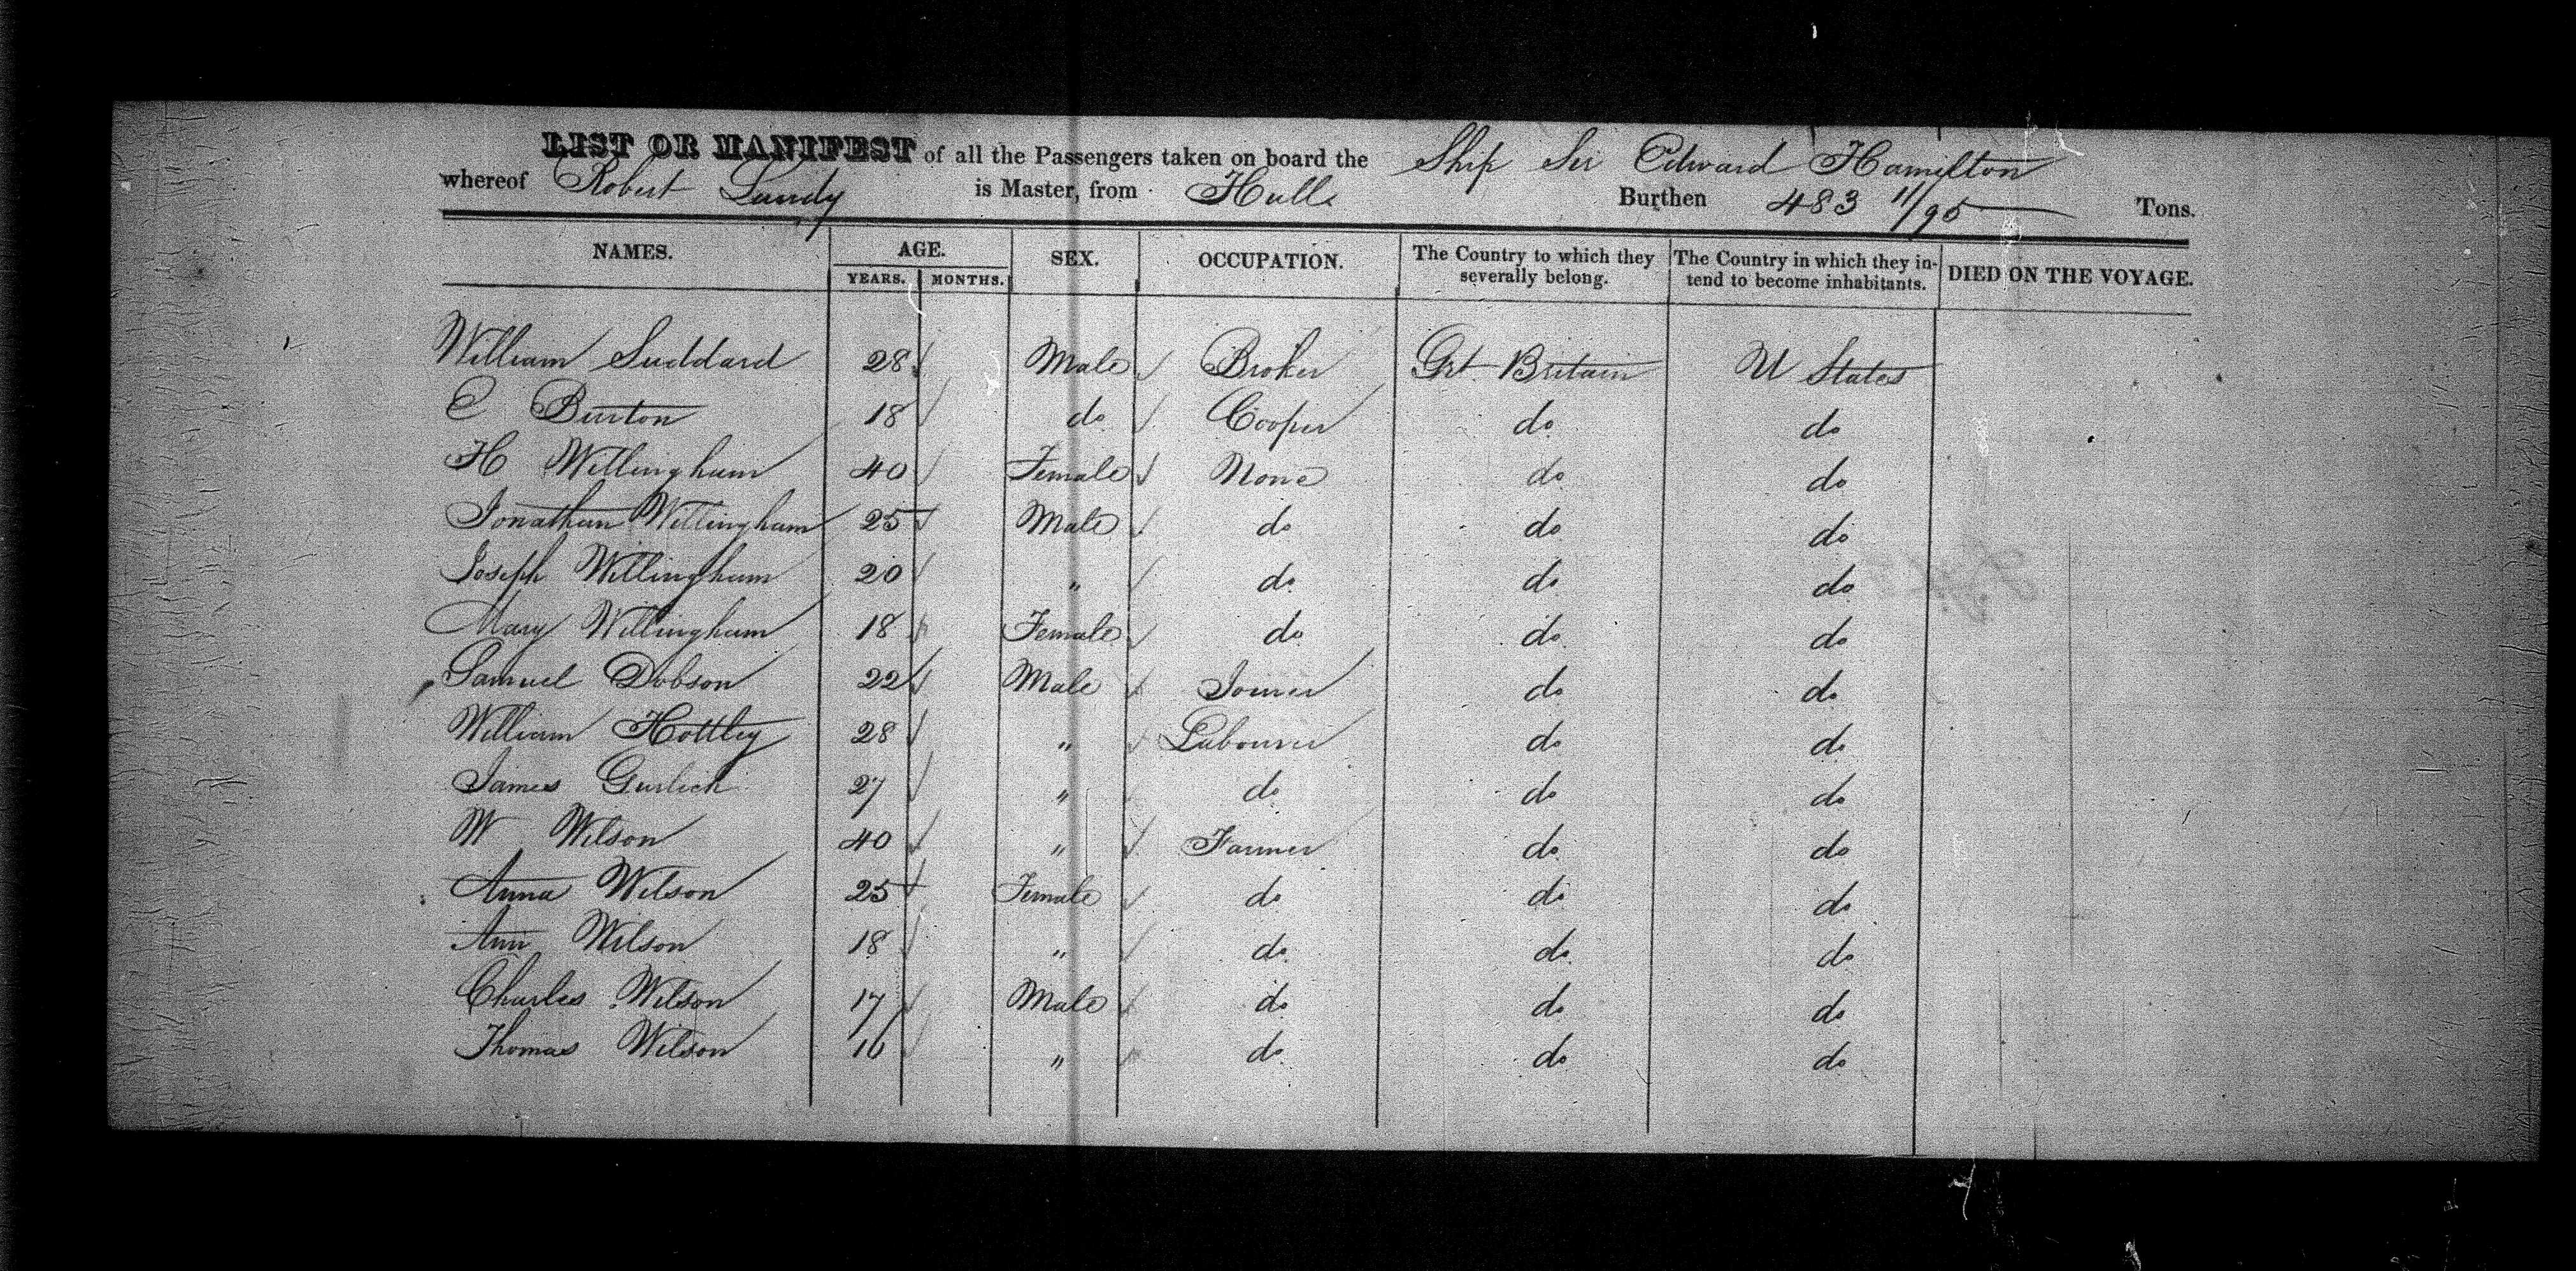 LIST OR MANIFEST of all the Passengers taken on board the Ship Sir Edward Hamilton
whereof Robert Lundy is Master, from Hull Burthen 483 11/95 Tons.
NAMES. AGE. SEX. OCCUPATION. The Country to which they severally belong. The Country in which they intend to become inhabitants. DIED ON THE VOYAGE.
YEARS. MONTHS.
William Suddard 28 Male Broker Grt Britain U States
C Burton 18 do Cooper do do
H Willingham 40 Female None do do
Jonathan Willingham 25 Male do do do
Joseph Willingham 20 " do do do
Mary Willingham 18 Female do do do
Samuel Dobson 22 Male Joiner do do
William Hottley 28 " Labourer do do
James Gurlick 27 " do do do
W Wilson 40 " Farmer do do
Anna Wilson 25 Female do do do
Ann Wilson 18 " do do do
Charles Wilson 17 Male do do do
Thomas Wilson 16 " do do do